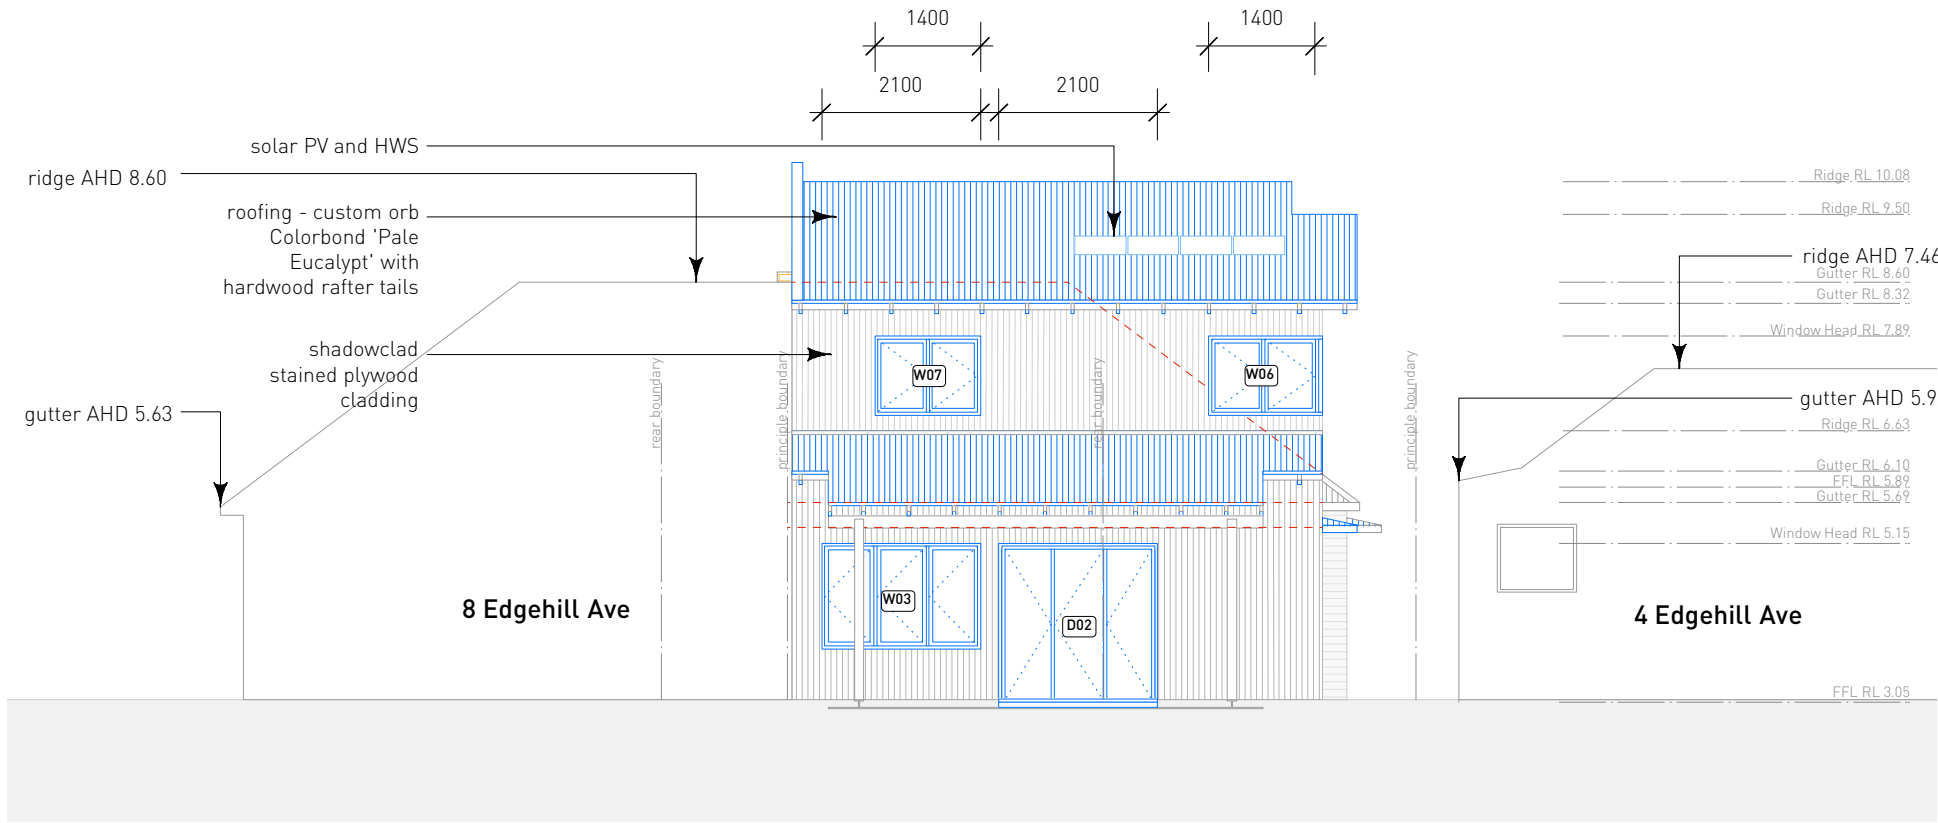 1400
1400
2100
2100
solar PV and HWS
ridge AHD 8.60
roofing - custom orb
Colorbond 'Pale
Eucalypt' with
hardwood rafter tails
shadowclad
stained plywood
cladding
gutter AHD 5.63
rear boundary
principle boundary
rear boundary
principle boundary
W07
W06
W03
D02
8 Edgehill Ave
4 Edgehill Ave
Ridge RL 10.08
Ridge RL 9.50
ridge AHD 7.46
Gutter RL 8.60
Gutter RL 8.32
Window Head RL 7.89
gutter AHD 5.9
Ridge RL 6.63
Gutter RL 6.10
FFL RL 5.89
Gutter RL 5.69
Window Head RL 5.15
FFL RL 3.05